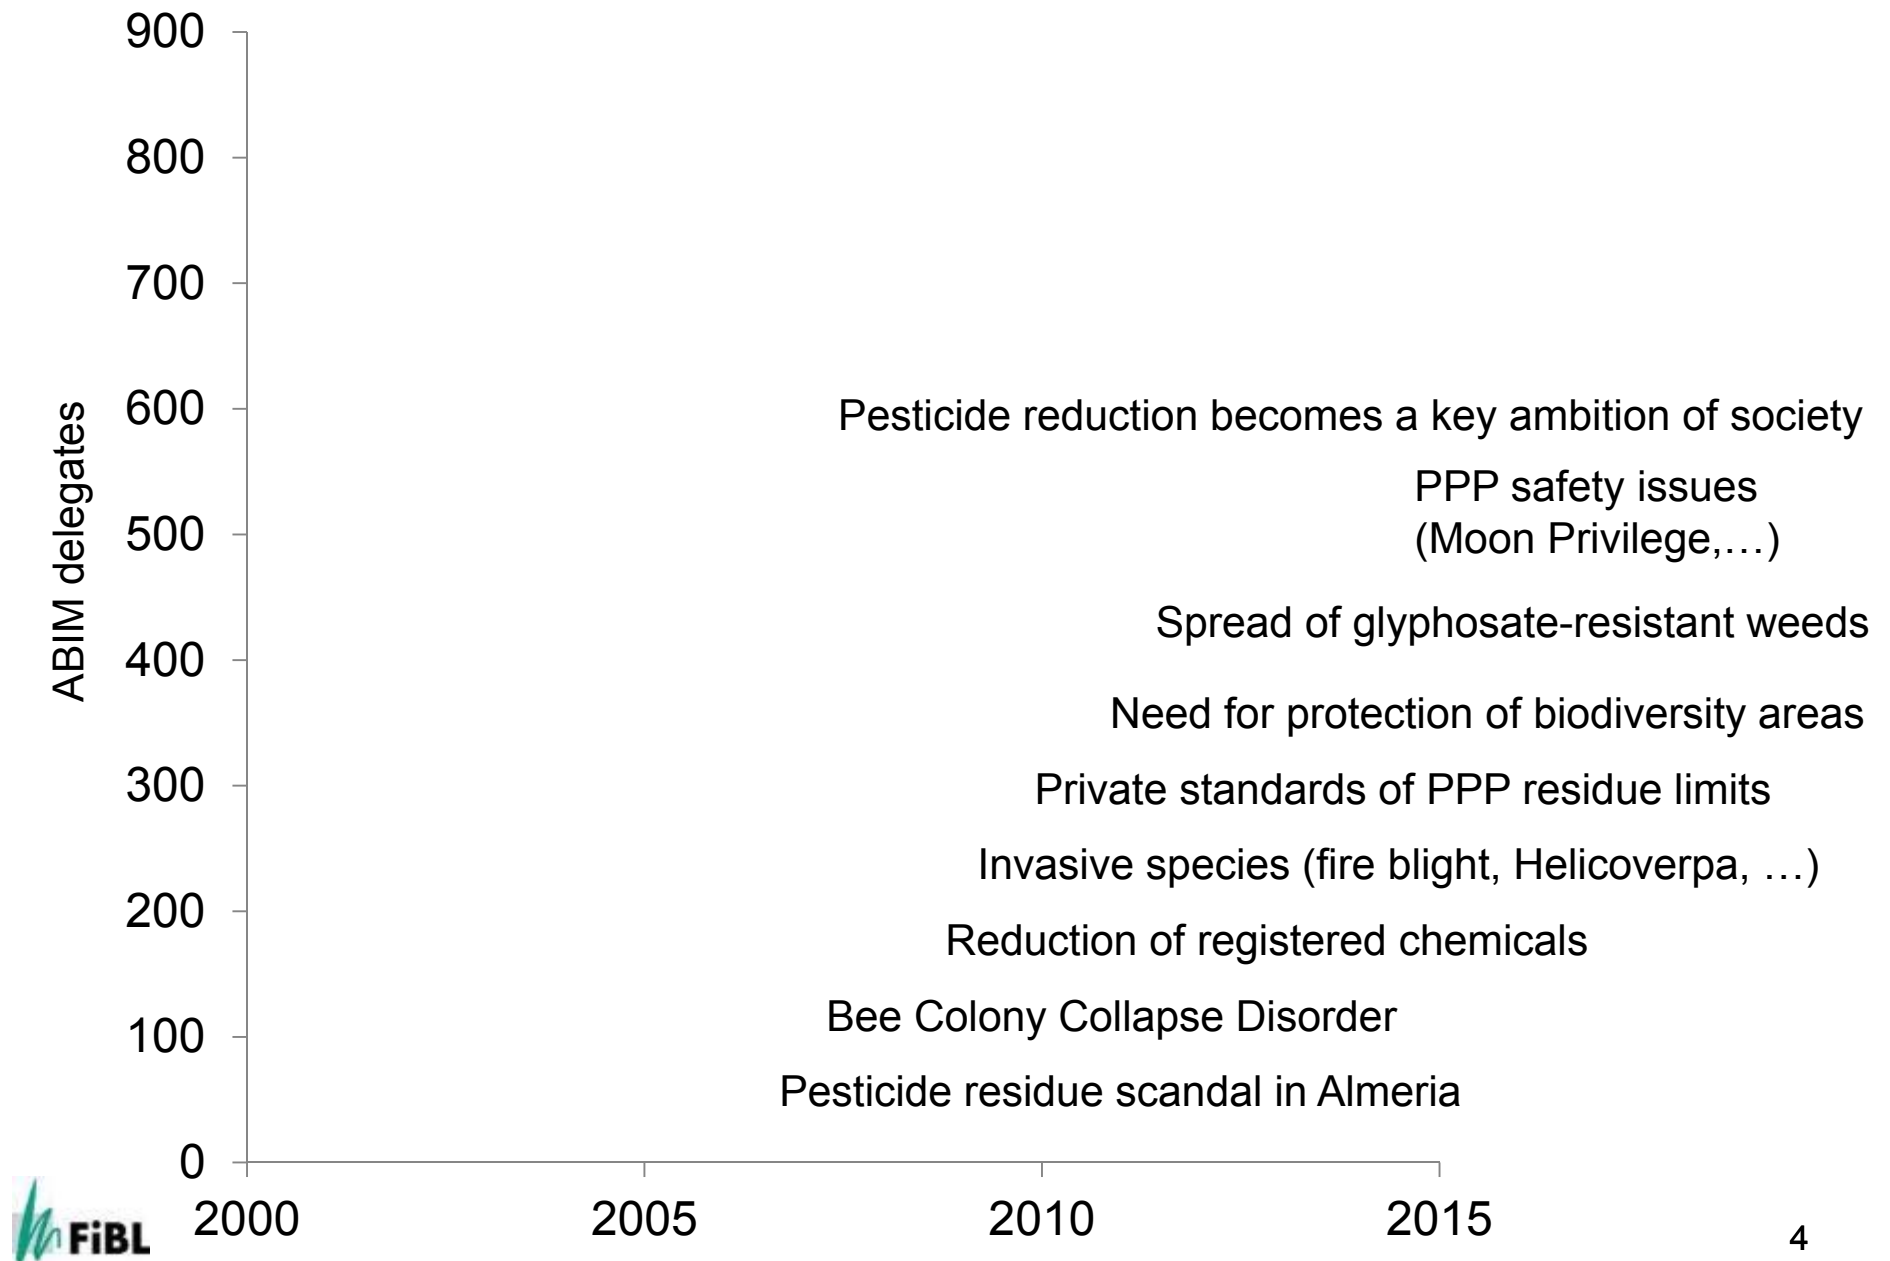 900
800
700
600
500
400
300
200
100
0
ABIM delegates
Pesticide reduction becomes a key ambition of society
PPP safety issues
(Moon Privilege,…)
Spread of glyphosate-resistant weeds
Need for protection of biodiversity areas
Private standards of PPP residue limits
Invasive species (fire blight, Helicoverpa, …)
Reduction of registered chemicals
Bee Colony Collapse Disorder
Pesticide residue scandal in Almeria
2000 2005 2010 2015
FiBL
4